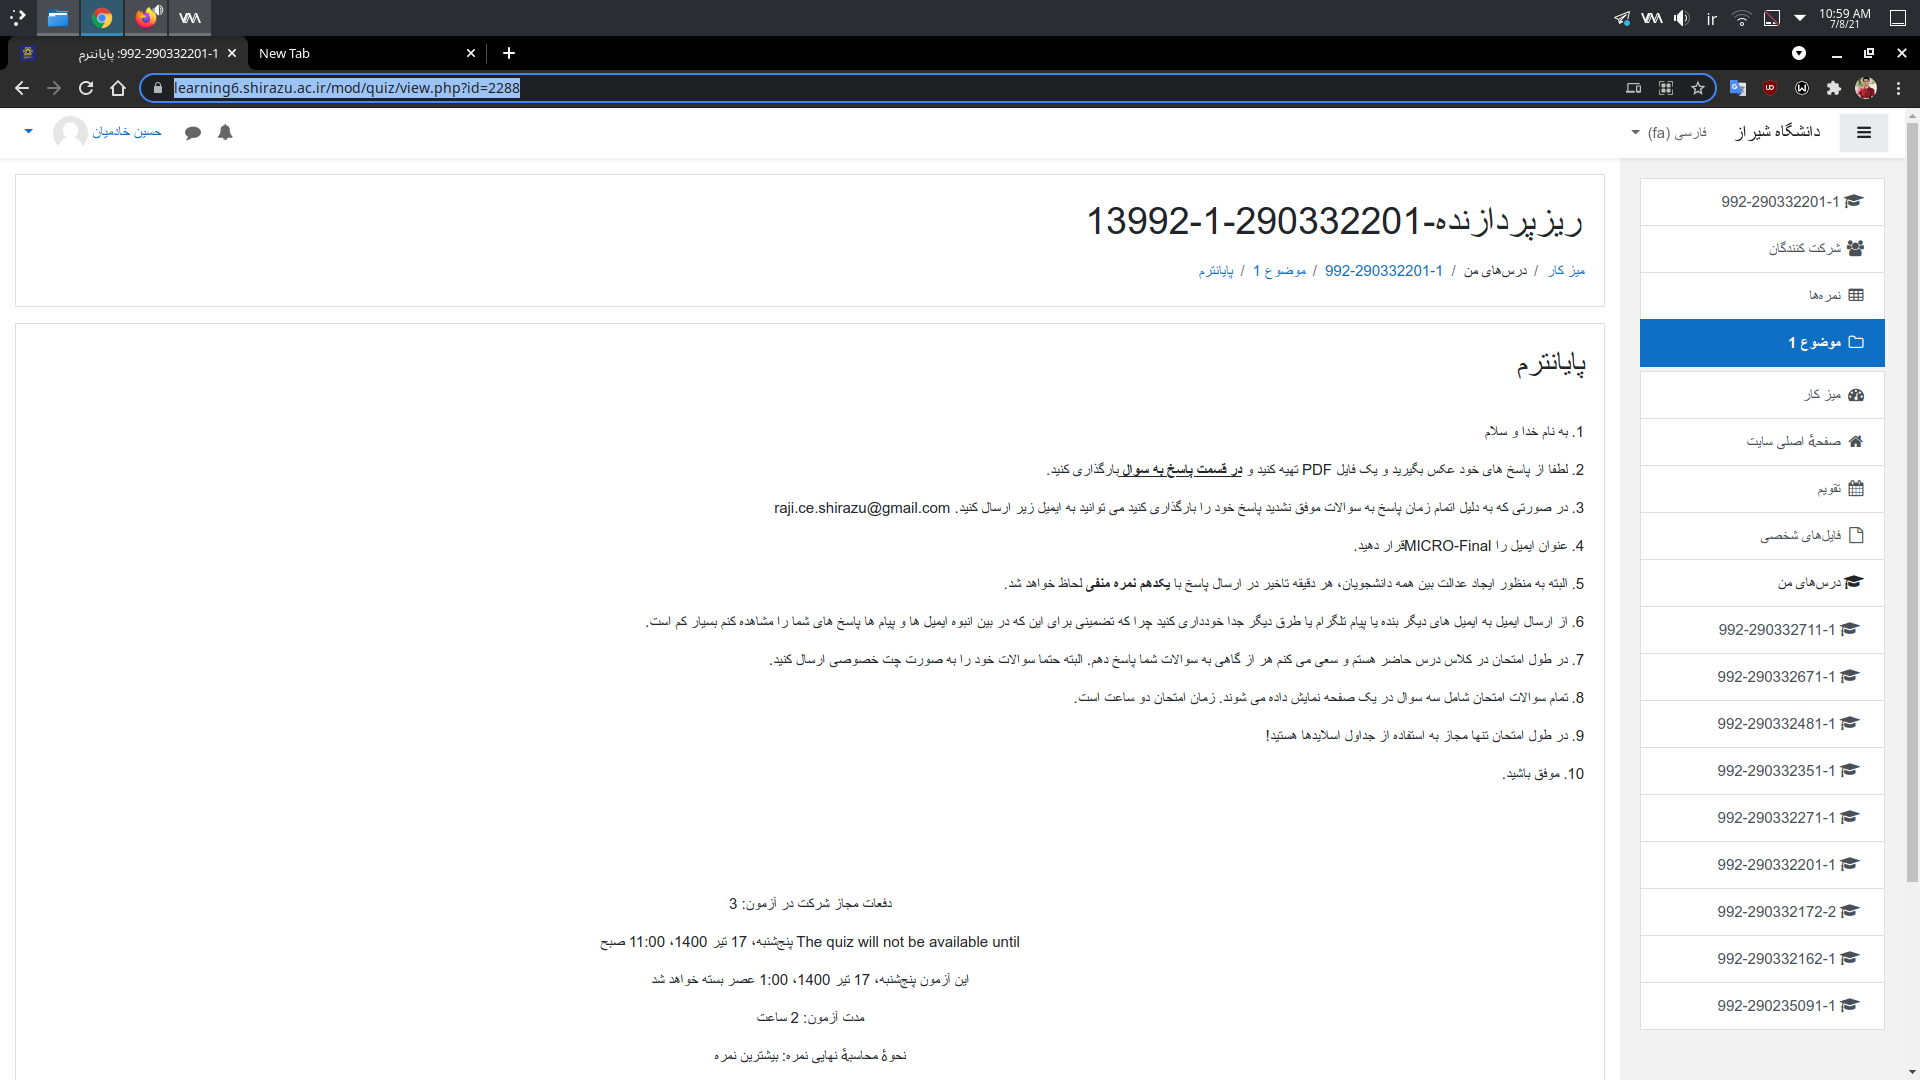 10:59 AM
7/8/21
ir
992-290332201-1: پایانترم
New Tab
learning6.shirazu.ac.ir/mod/quiz/view.php?id=2288
دانشگاه شیراز
فارسی ‎(fa)‎
حسین خادمیان
ریزپردازنده-290332201-1-13992
میز کار / درس‌های من / 992-290332201-1 / موضوع 1 / پایانترم
پایانترم
1. به نام خدا و سلام
2. لطفا از پاسخ های خود عکس بگیرید و یک فایل PDF تهیه کنید و در قسمت پاسخ به سوال بارگذاری کنید.
3. در صورتی که به دلیل اتمام زمان پاسخ به سوالات موفق نشدید پاسخ خود را بارگذاری کنید می توانید به ایمیل زیر ارسال کنید. raji.ce.shirazu@gmail.com
4. عنوان ایمیل را MICRO-Finalقرار دهید.
5. البته به منظور ایجاد عدالت بین همه دانشجویان، هر دقیقه تاخیر در ارسال پاسخ با یکدهم نمره منفی لحاظ خواهد شد.
6. از ارسال ایمیل به ایمیل های دیگر بنده یا پیام تلگرام یا طرق دیگر جدا خودداری کنید چرا که تضمینی برای این که در بین انبوه ایمیل ها و پیام ها پاسخ های شما را مشاهده کنم بسیار کم است.
7. در طول امتحان در کلاس درس حاضر هستم و سعی می کنم هر از گاهی به سوالات شما پاسخ دهم. البته حتما سوالات خود را به صورت چت خصوصی ارسال کنید.
8. تمام سوالات امتحان شامل سه سوال در یک صفحه نمایش داده می شوند. زمان امتحان دو ساعت است.
9. در طول امتحان تنها مجاز به استفاده از جداول اسلایدها هستید!
10. موفق باشید.
دفعات مجاز شرکت در آزمون: 3
The quiz will not be available until پنج‌شنبه، 17 تیر 1400، 11:00 صبح
این آزمون پنج‌شنبه، 17 تیر 1400، 1:00 عصر بسته خواهد شد
مدت آزمون: 2 ساعت
نحوهٔ محاسبهٔ نهایی نمره: بیشترین نمره
992-290332201-1
شرکت کنندگان
نمره‌ها
موضوع 1
میز کار
صفحهٔ اصلی سایت
تقویم
فایل‌های شخصی
درس‌های من
992-290332711-1
992-290332671-1
992-290332481-1
992-290332351-1
992-290332271-1
992-290332201-1
992-290332172-2
992-290332162-1
992-290235091-1